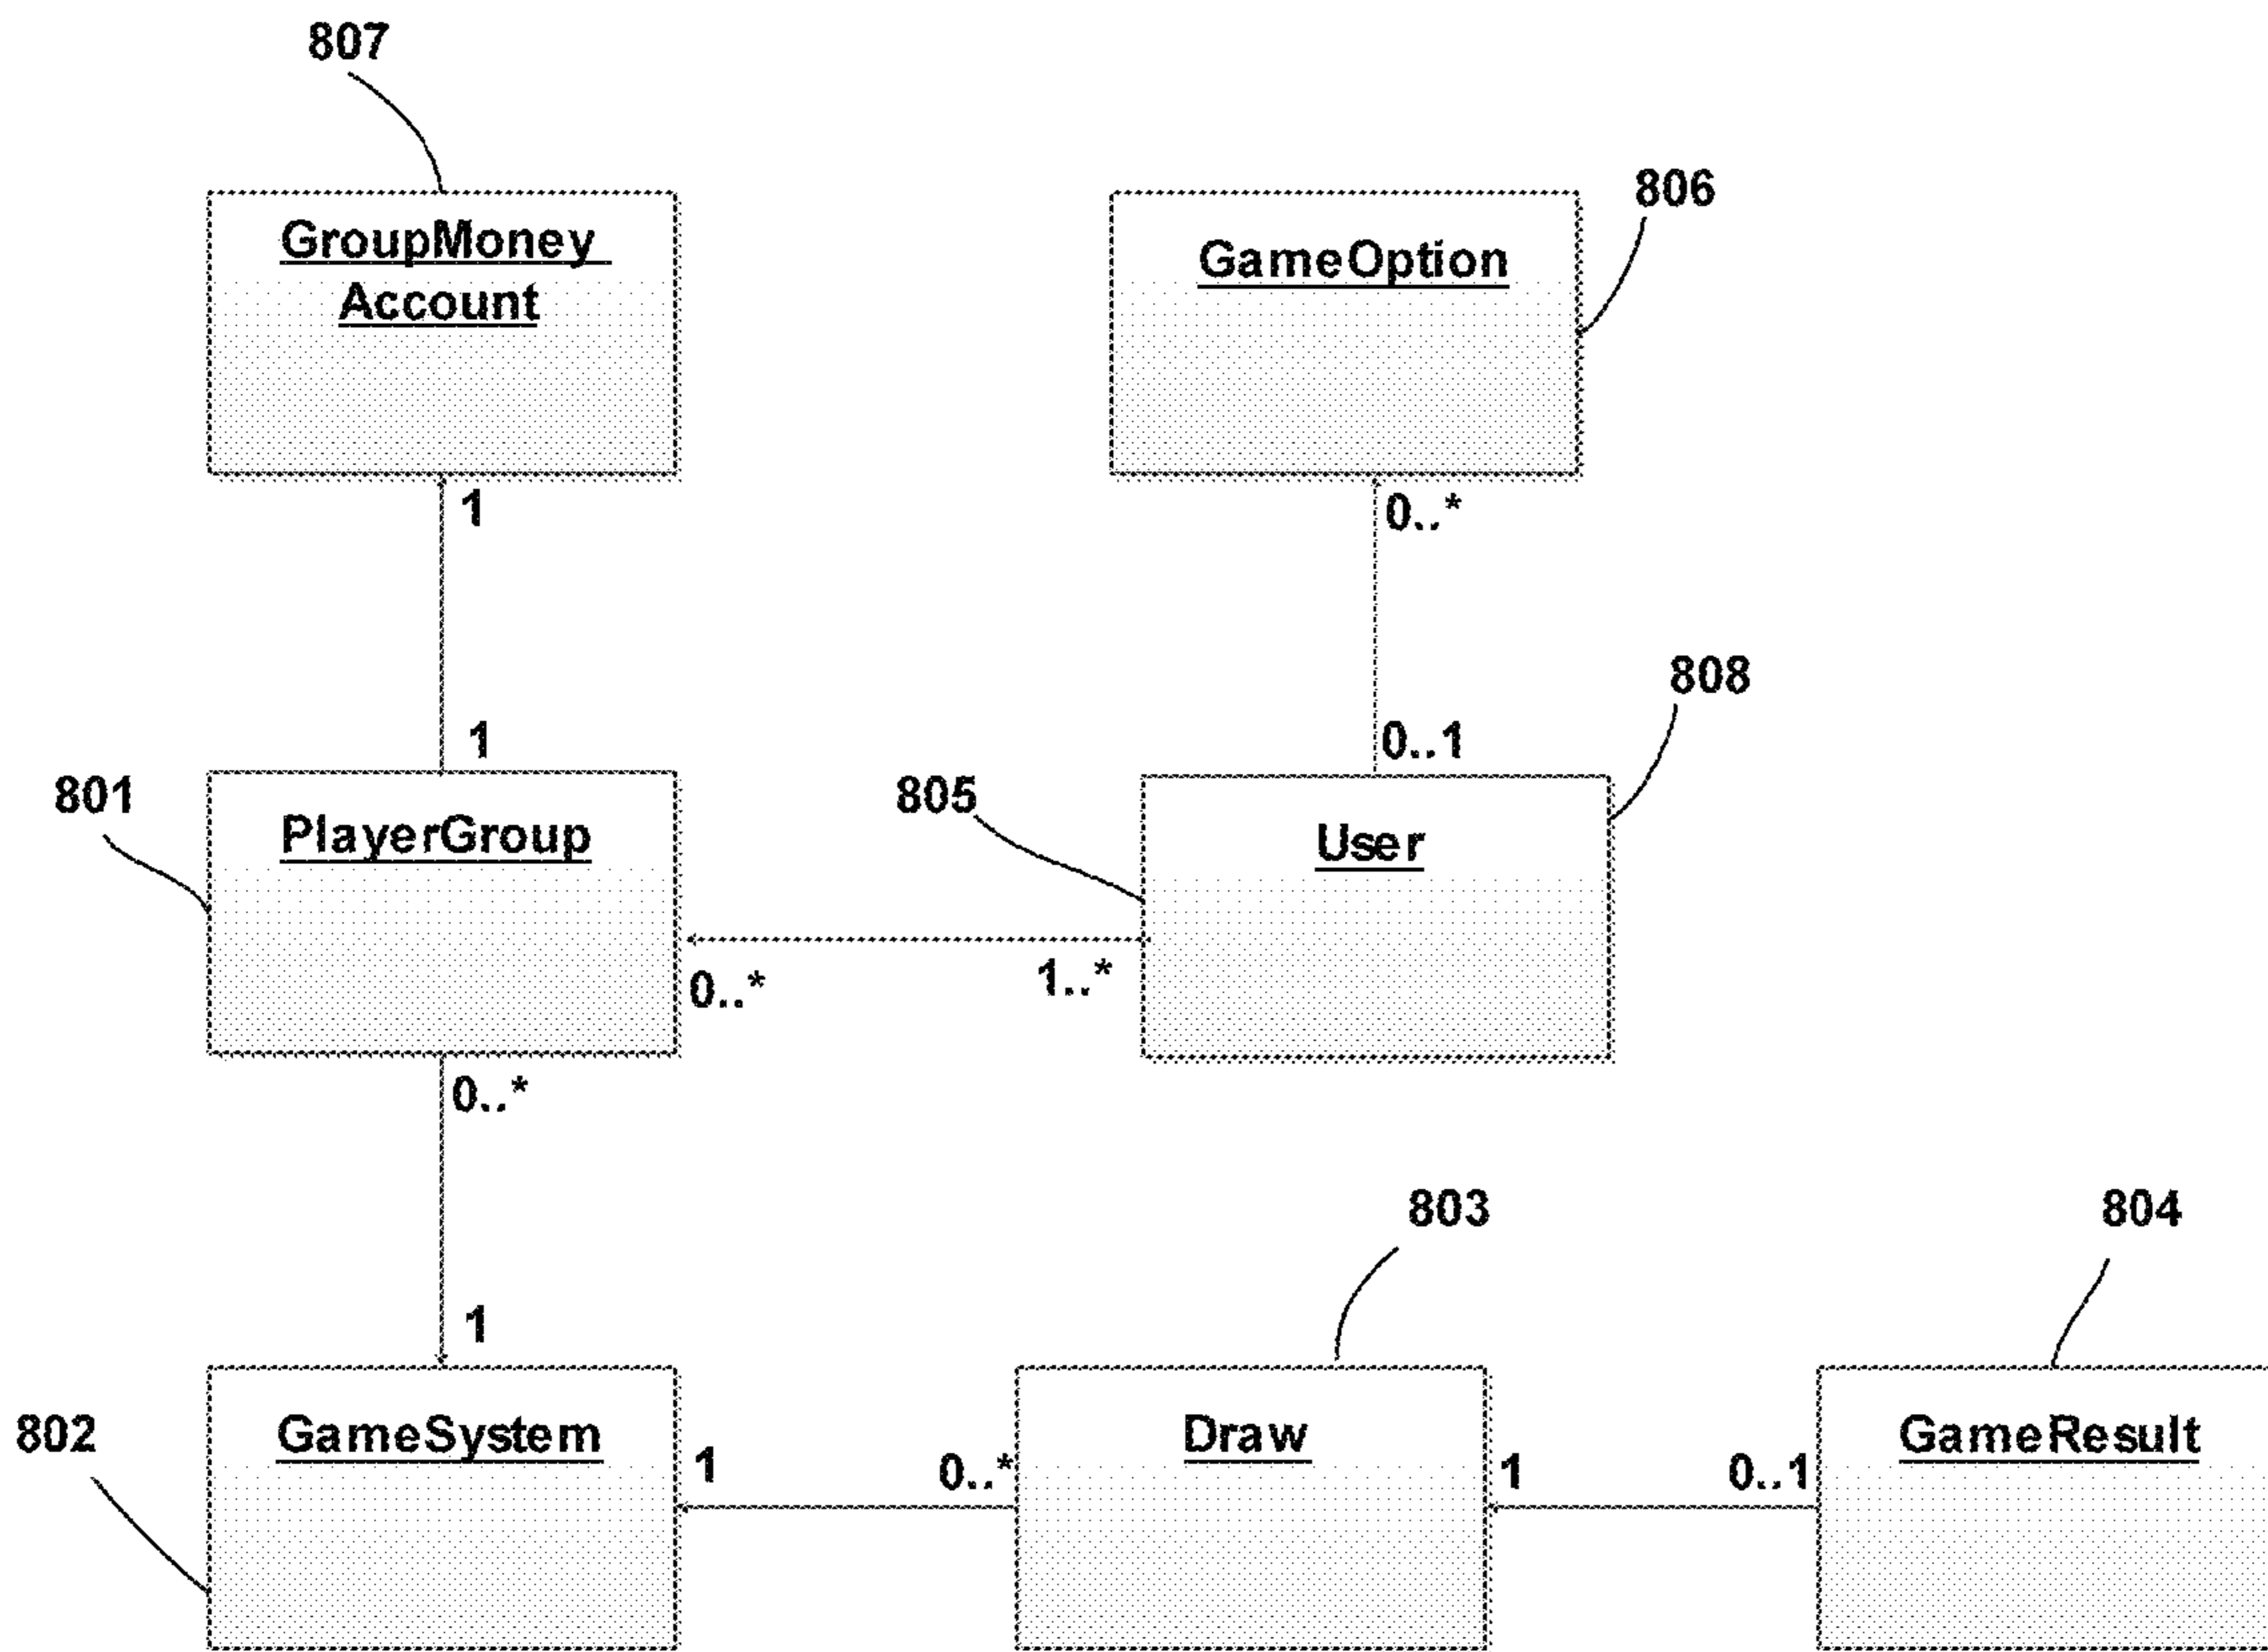 807
GroupMoney
Account
806
GameOption
1
0..*
808
1
0..1
801
PlayerGroup
805
User
0..*
1..*
0..*
803
804
1
802
GameSystem
1
0..*
Draw
1
0..1
GameResult